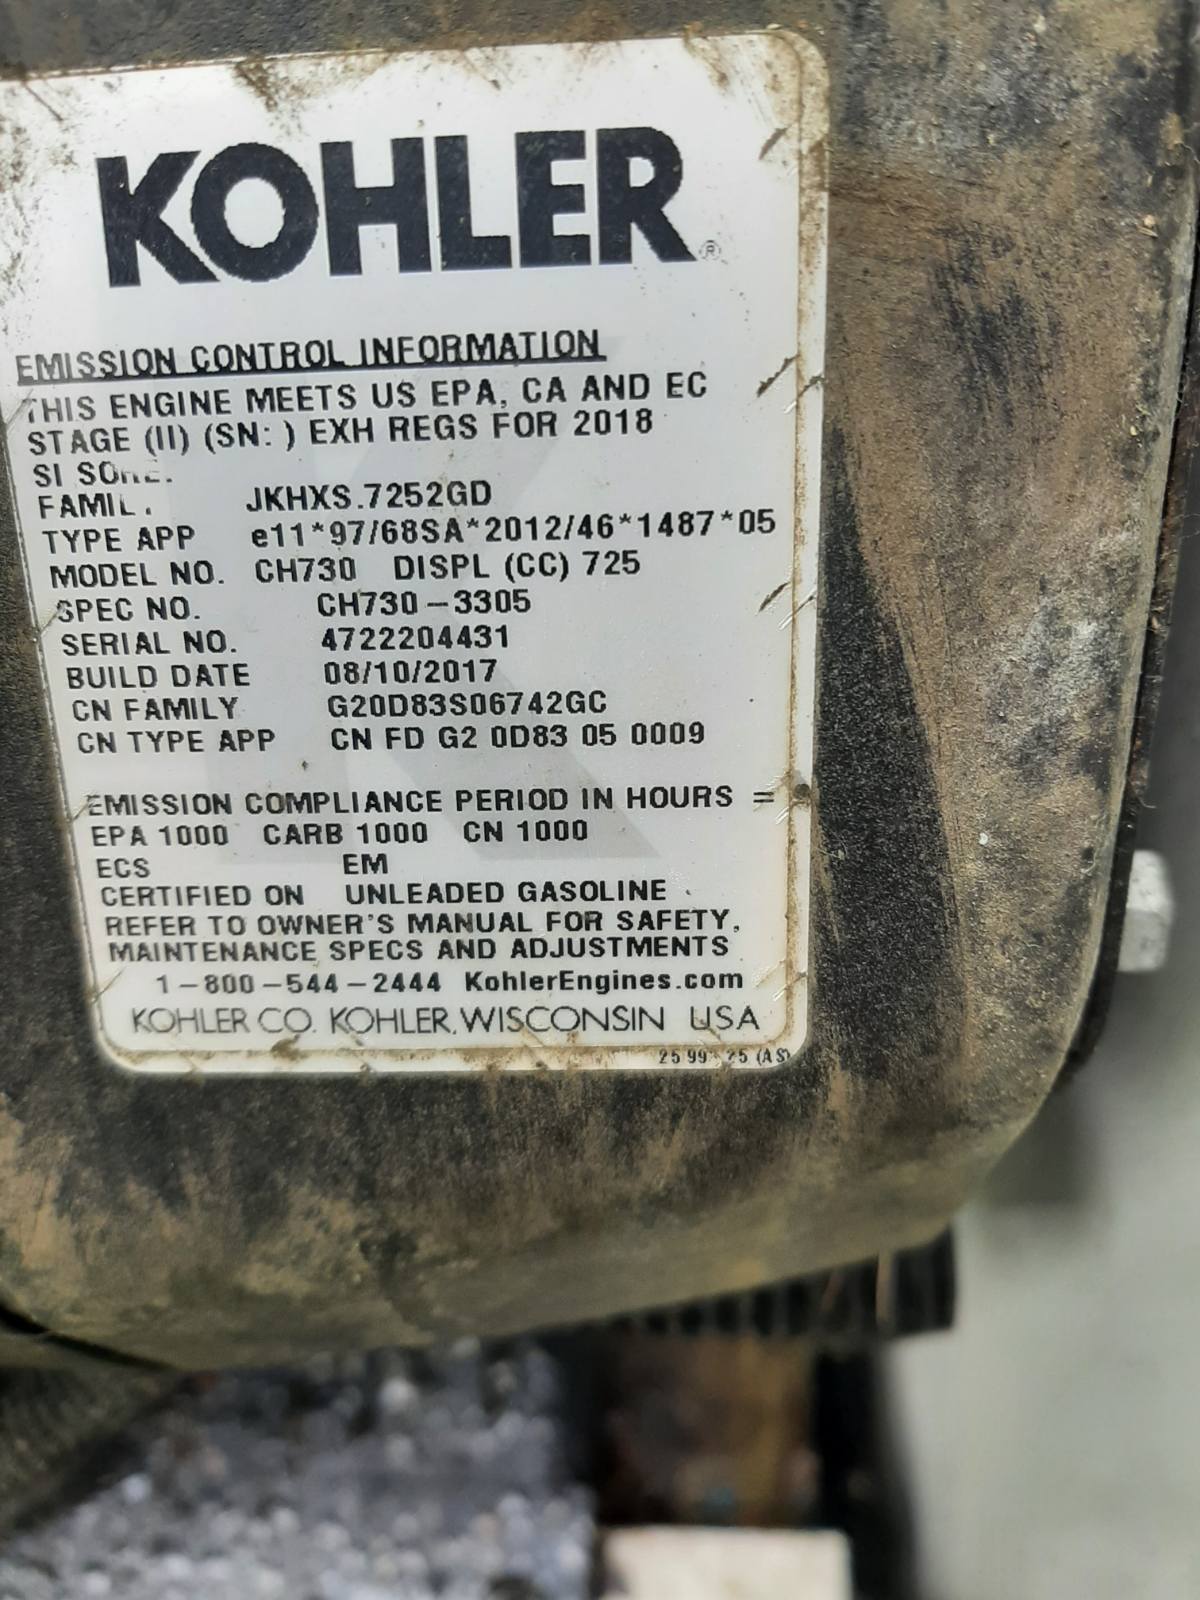 KOHLER®
EMISSION CONTROL INFORMATION
THIS ENGINE MEETS US EPA, CA AND EC
STAGE (II) (SN: ) EXH REGS FOR 2018
SI
FAMIL
JKHXS.7252GD
TYPE APP e11*97/68SA*2012/46*1487*05
MODEL NO. CH730 DISPL (CC) 725
SPEC NO. CH730-3305
SERIAL NO. 4722204431
BUILD DATE 08/10/2017
CN FAMILY G20D83S06742GC
CN TYPE APP CN FD G2 0D83 05 0009
EMISSION COMPLIANCE PERIOD IN HOURS =
EPA 1000 CARB 1000 CN 1000
ECS EM
CERTIFIED ON UNLEADED GASOLINE
REFER TO OWNER'S MANUAL FOR SAFETY,
MAINTENANCE SPECS AND ADJUSTMENTS
1-800-544-2444 KohlerEngines.com
KOHLER CO. KOHLER, WISCONSIN USA
25 99 25 (AS)